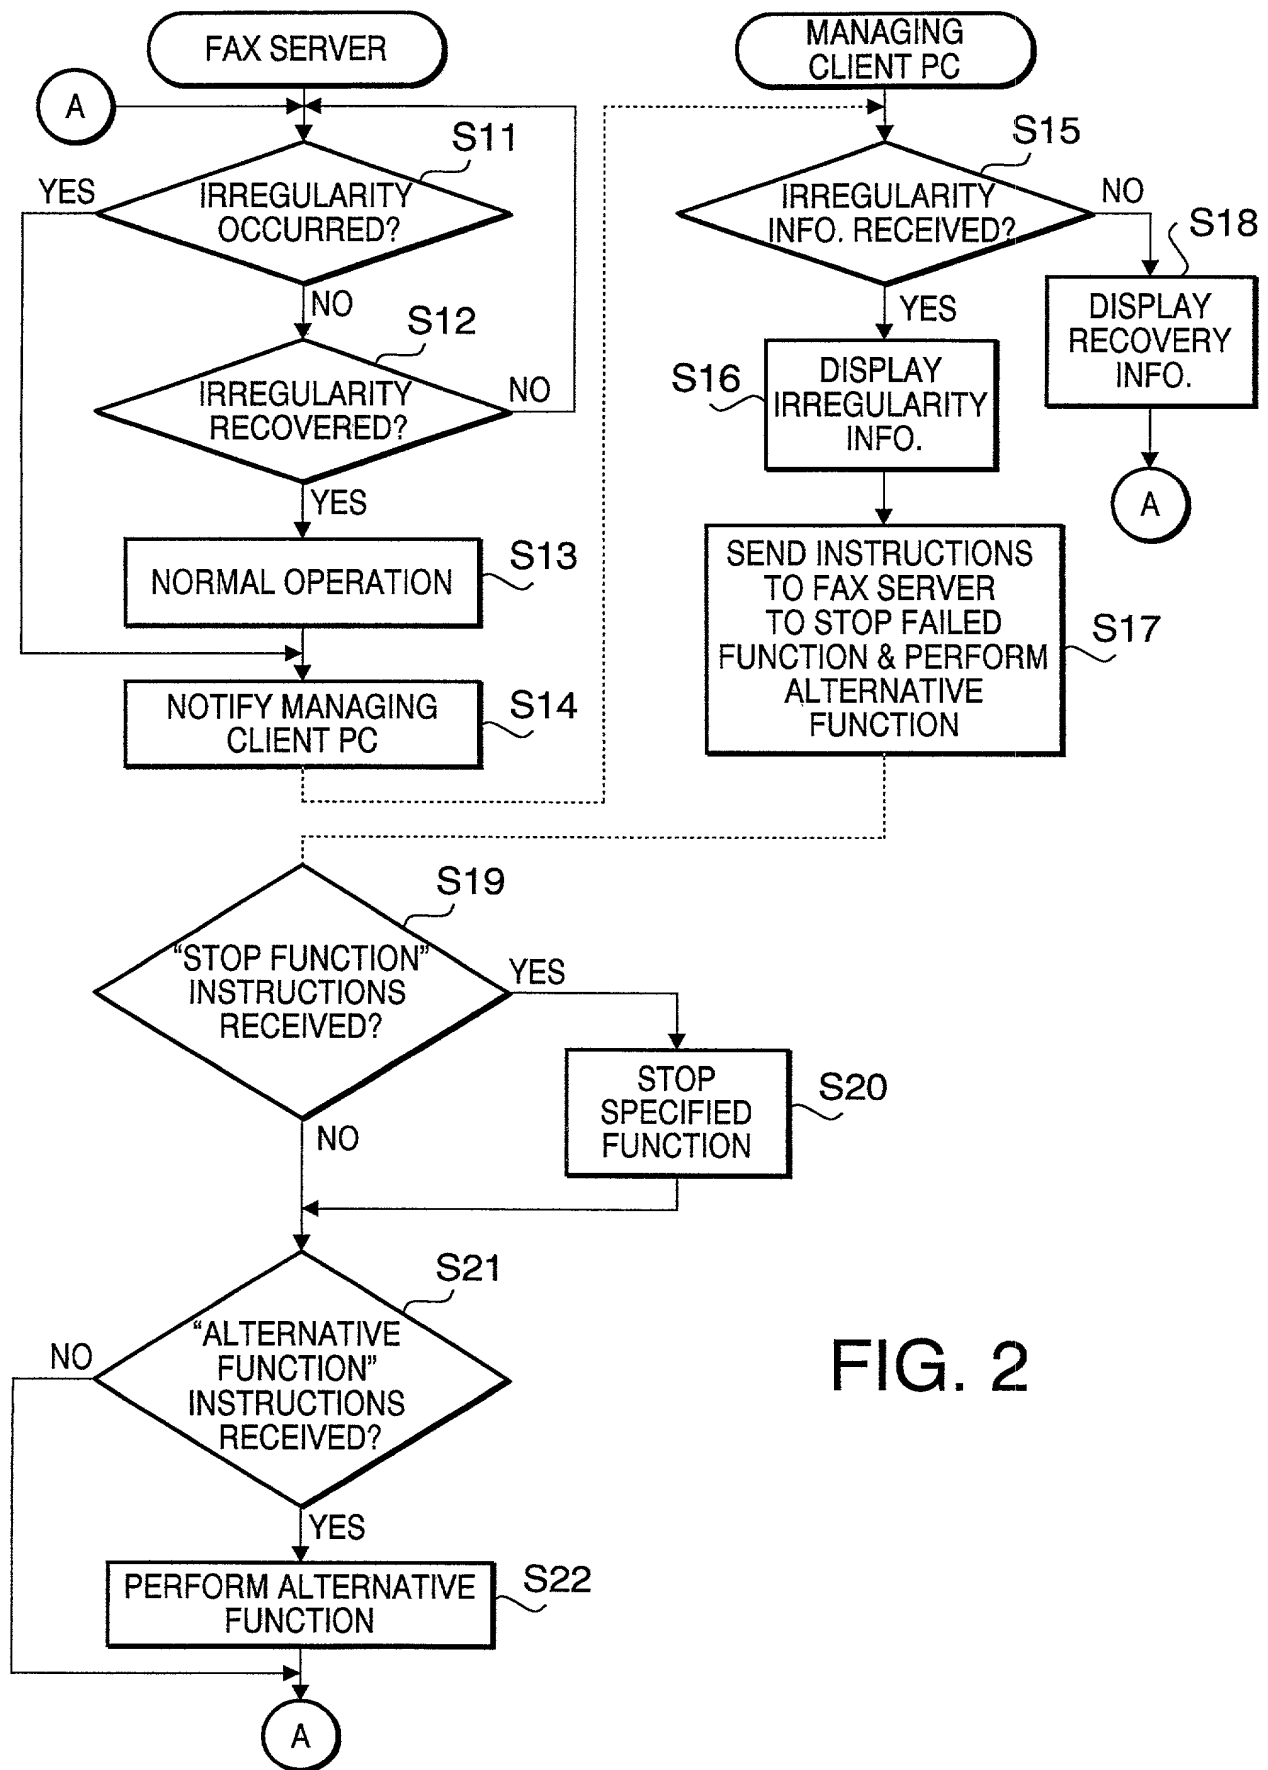 FAX SERVER
A
S11
YES
IRREGULARITY
OCCURRED?
NO
S12
IRREGULARITY
RECOVERED?
NO
YES
S13
NORMAL OPERATION
S14
NOTIFY MANAGING
CLIENT PC
MANAGING
CLIENT PC
S15
IRREGULARITY
INFO. RECEIVED?
NO
S18
YES
DISPLAY
RECOVERY
INFO.
S16
DISPLAY
IRREGULARITY
INFO.
A
SEND INSTRUCTIONS
TO FAX SERVER
TO STOP FAILED
FUNCTION & PERFORM
ALTERNATIVE
FUNCTION
S17
S19
“STOP FUNCTION”
INSTRUCTIONS
RECEIVED?
YES
NO
STOP
SPECIFIED
FUNCTION
S20
S21
“ALTERNATIVE
FUNCTION”
INSTRUCTIONS
RECEIVED?
NO
YES
PERFORM ALTERNATIVE
FUNCTION
S22
A
FIG. 2